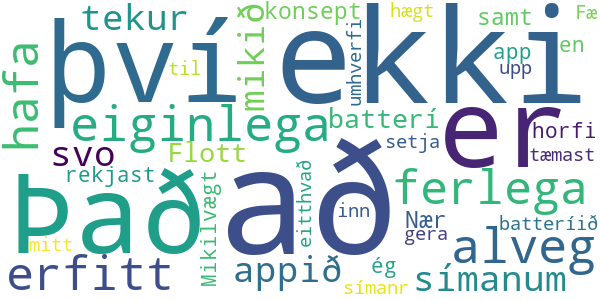 því
ekki
Það
að
er
eiginlega
ferlega
erfitt
alveg
símanum
appið
hafa
tekur
svo
Flott
batterí
mikið
konsept
hægt
samt
Fæ
app
en
upp
umhverfi
til
horfi
setja
tæmast
rekjast
eitthvað
Mikilvægt
inn
Nær
gera
batteríið
mitt
ég
símanr